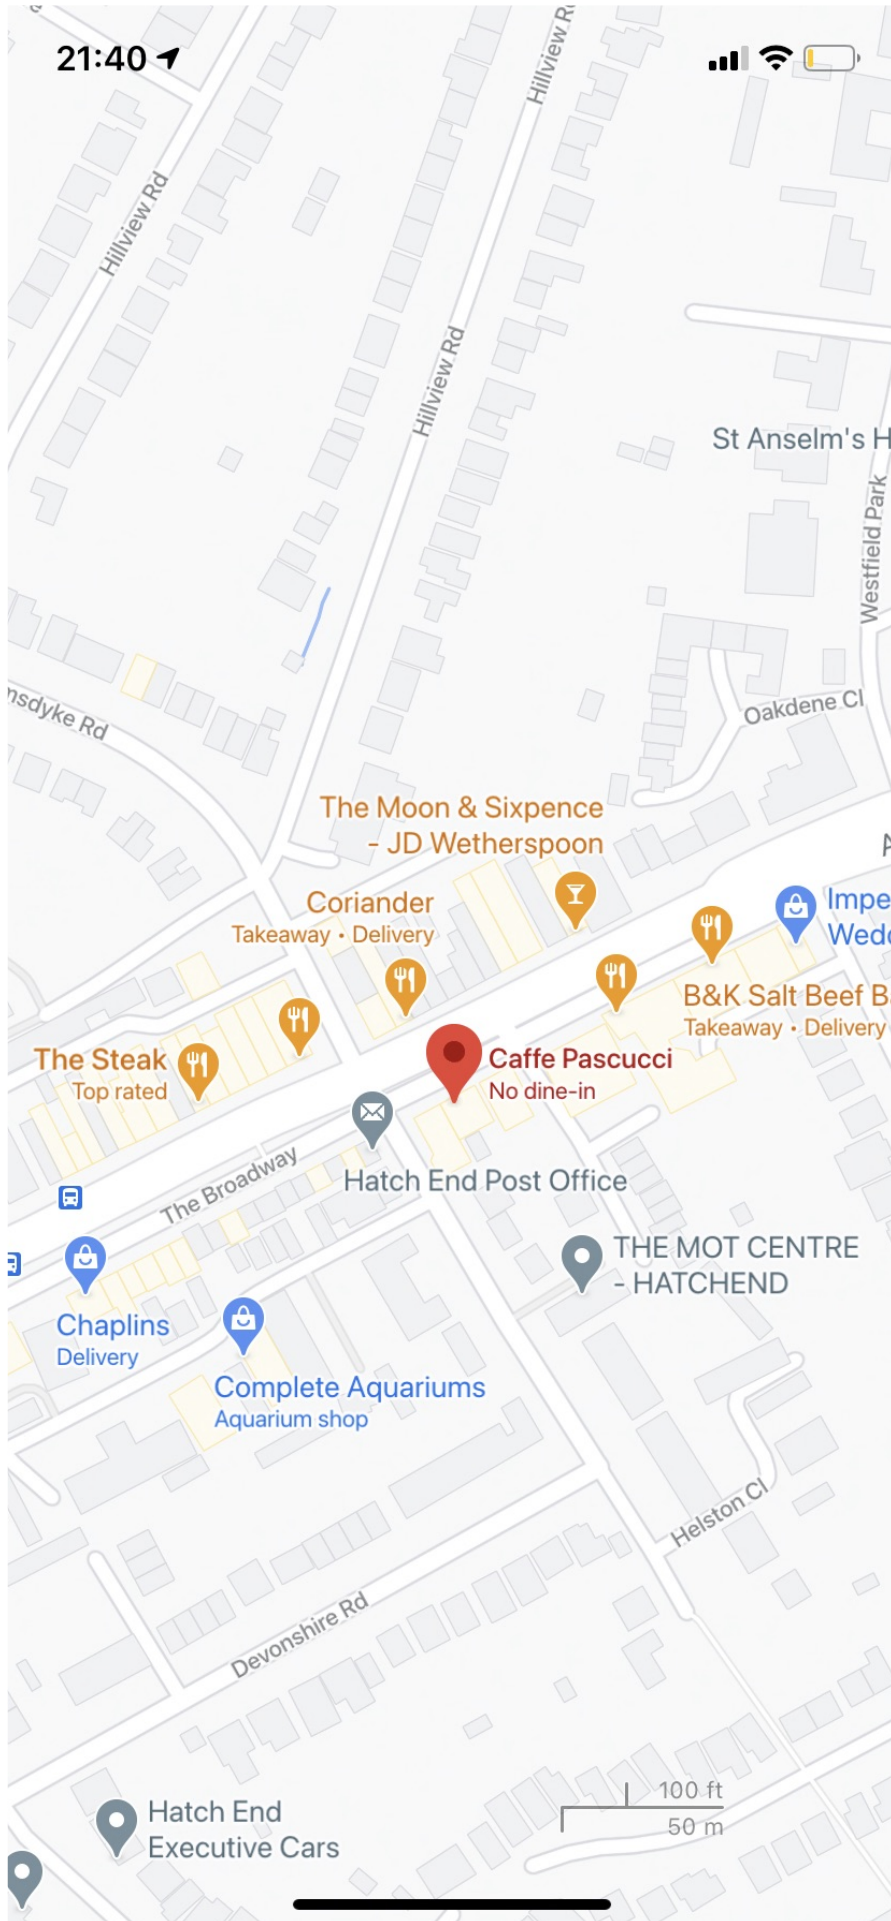 21:40
Hillview Rd
Hillview Rd
Hillview Rd
St Anselm's H
Westfield Park
nsdyke Rd
Oakdene Cl
The Moon & Sixpence
- JD Wetherspoon
Coriander
Takeaway • Delivery
Impe
Wedd
B&K Salt Beef B
Takeaway • Delivery
The Steak
Top rated
Caffe Pascucci
No dine-in
The Broadway
Hatch End Post Office
THE MOT CENTRE
- HATCHEND
Chaplins
Delivery
Complete Aquariums
Aquarium shop
Helston Cl
Devonshire Rd
100 ft
50 m
Hatch End
Executive Cars